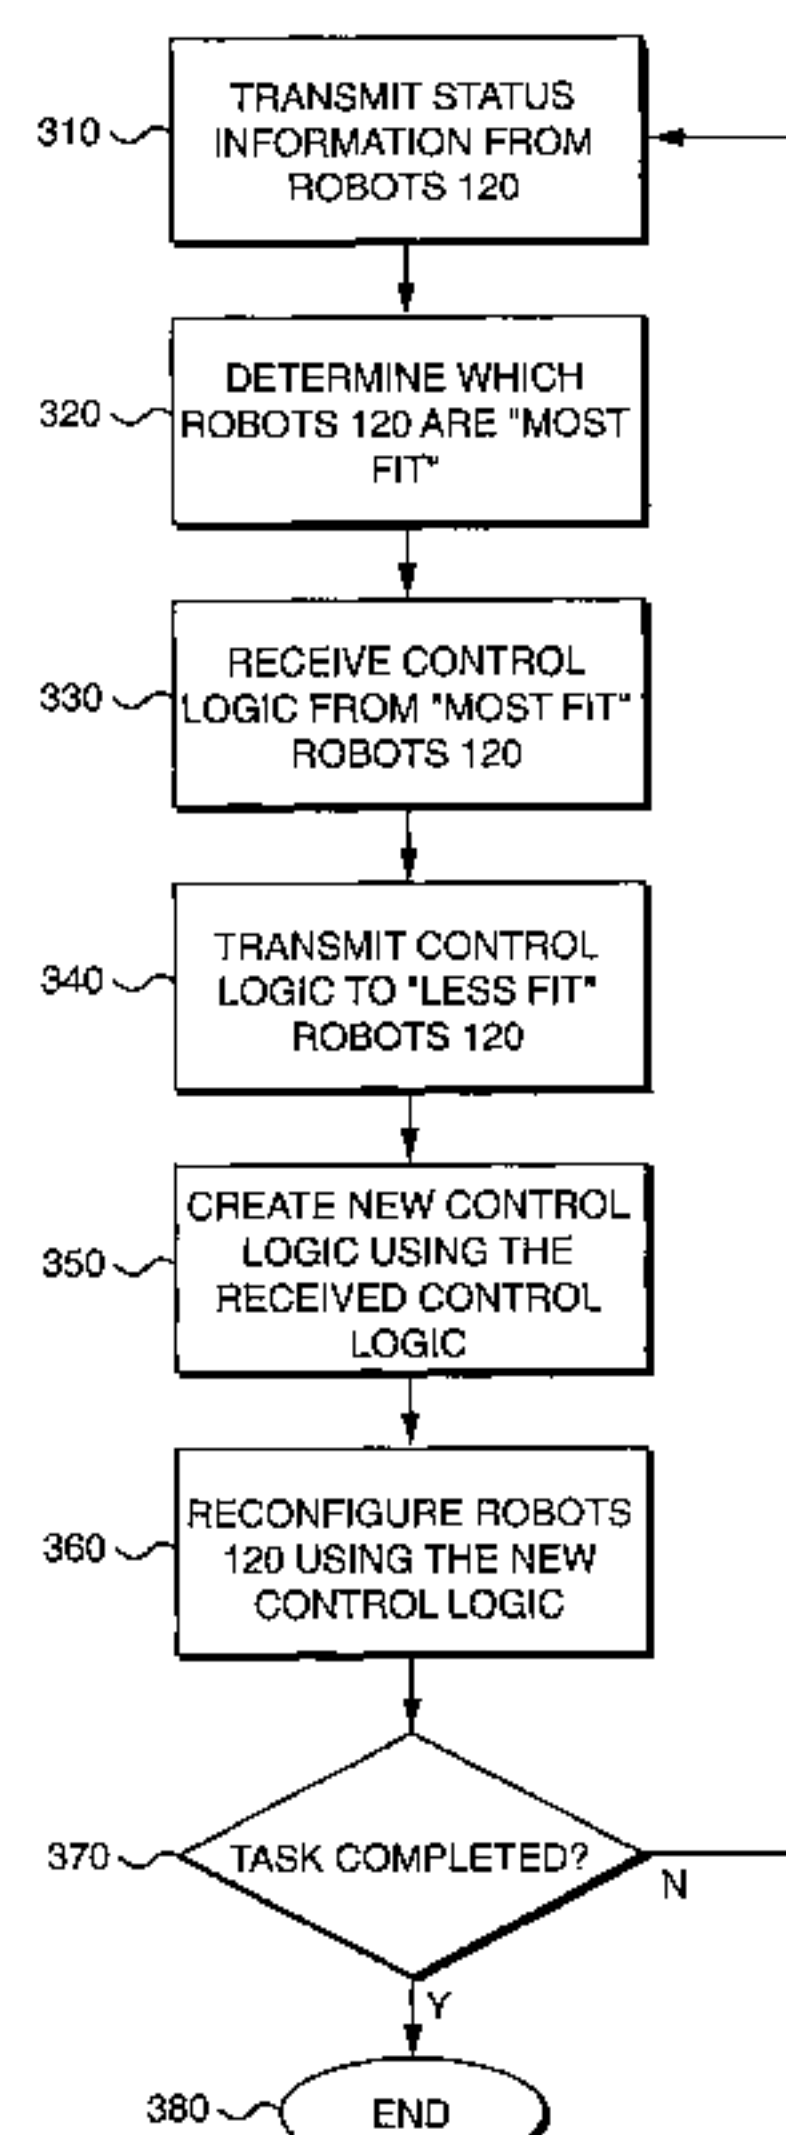 310
TRANSMIT STATUS
INFORMATION FROM
ROBOTS 120
320
DETERMINE WHICH
ROBOTS 120 ARE "MOST
FIT"
330
RECEIVE CONTROL
LOGIC FROM "MOST FIT"
ROBOTS 120
340
TRANSMIT CONTROL
LOGIC TO "LESS FIT"
ROBOTS 120
350
CREATE NEW CONTROL
LOGIC USING THE
RECEIVED CONTROL
LOGIC
360
RECONFIGURE ROBOTS
120 USING THE NEW
CONTROL LOGIC
370
TASK COMPLETED?
N
Y
380
END